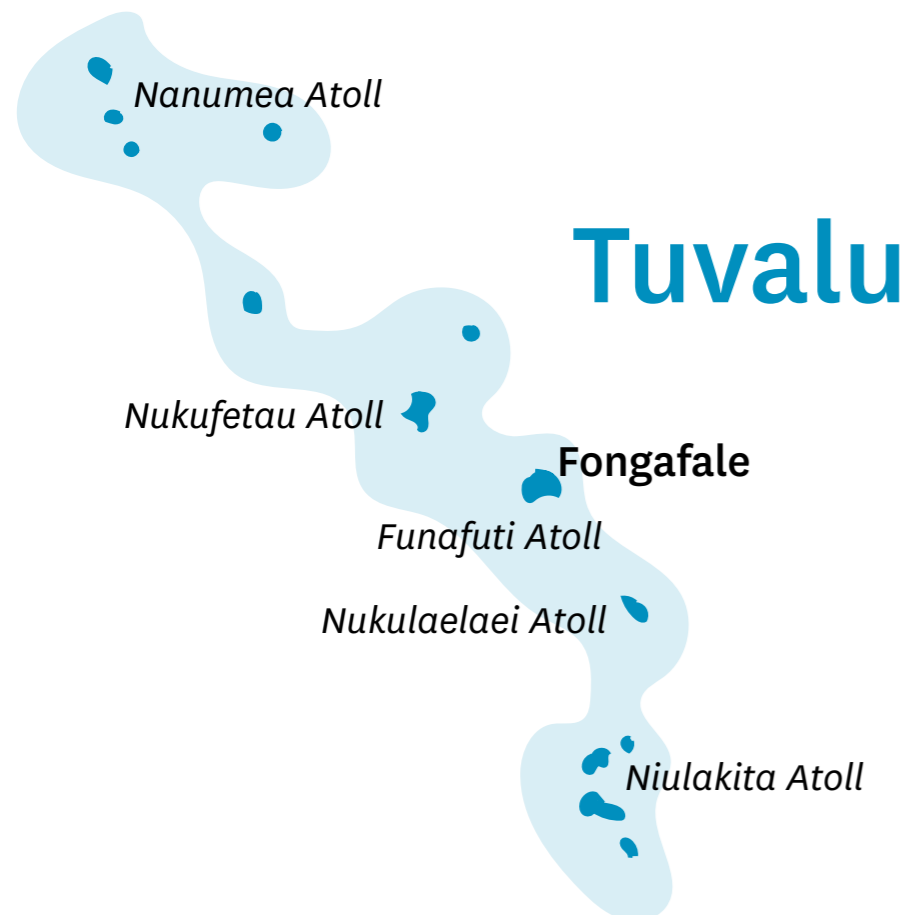 Nanumea Atoll
Tuvalu
Nukufetau Atoll
Fongafale
Funafuti Atoll
Nukulaelaei Atoll
Niulakita Atoll